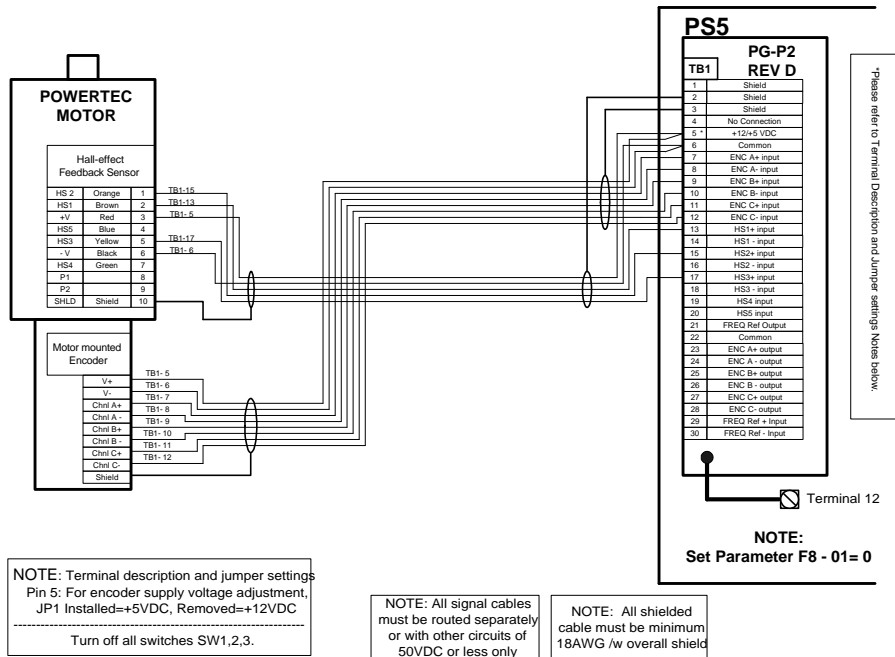 PS5
PG-P2
REV D
TB1
1 Shield
2 Shield
3 Shield
4 No Connection
5 * +12/+5 VDC
6 Common
7 ENC A+ input
8 ENC A- input
9 ENC B+ input
10 ENC B- input
11 ENC C+ input
12 ENC C- input
13 HS1+ input
14 HS1 - input
15 HS2+ input
16 HS2 - input
17 HS3+ input
18 HS3 - input
19 HS4 input
20 HS5 input
21 FREQ Ref Output
22 Common
23 ENC A+ output
24 ENC A - output
25 ENC B+ output
26 ENC B - output
27 ENC C+ output
28 ENC C- output
29 FREQ Ref + Input
30 FREQ Ref - Input
*Please refer to Terminal Description and Jumper settings Notes below.
Terminal 12
NOTE:
Set Parameter F8 - 01= 0
POWERTEC
MOTOR
Hall-effect
Feedback Sensor
HS 2 Orange 1 TB1-15
HS1 Brown 2 TB1-13
+V Red 3 TB1- 5
HS5 Blue 4
HS3 Yellow 5 TB1-17
- V Black 6 TB1- 6
HS4 Green 7
P1 8
P2 9
SHLD Shield 10
Motor mounted
Encoder
V+ TB1- 5
V- TB1- 6
Chnl A+ TB1- 7
Chnl A - TB1- 8
Chnl B+ TB1- 9
Chnl B - TB1- 10
Chnl C+ TB1- 11
Chnl C- TB1- 12
Shield
NOTE: Terminal description and jumper settings
Pin 5: For encoder supply voltage adjustment,
JP1 Installed=+5VDC, Removed=+12VDC
Turn off all switches SW1,2,3.
NOTE: All signal cables
must be routed separately
or with other circuits of
50VDC or less only
NOTE: All shielded
cable must be minimum
18AWG /w overall shield